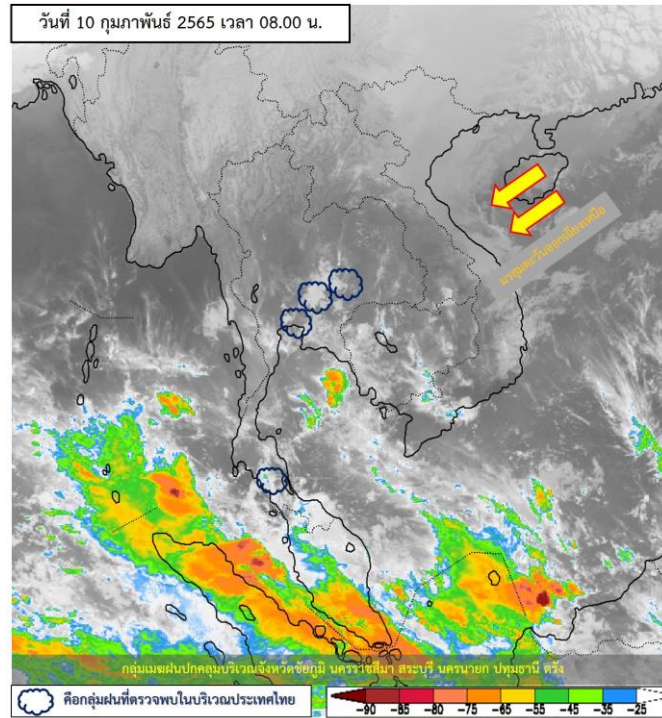 วันที่ 10 กุมภาพันธ์ 2565 เวลา 08.00 น.
มรสุมตะวันออกเฉียงเหนือ
กลุ่มเมฆฝนปกคลุมบริเวณจังหวัดชัยภูมิ นครราชสีมา สระบุรี นครนายก ปทุมธานี ตรัง
คือกลุ่มฝนที่ตรวจพบในบริเวณประเทศไทย
-90 -85 -80 -75 -65 -55 -45 -35 -25